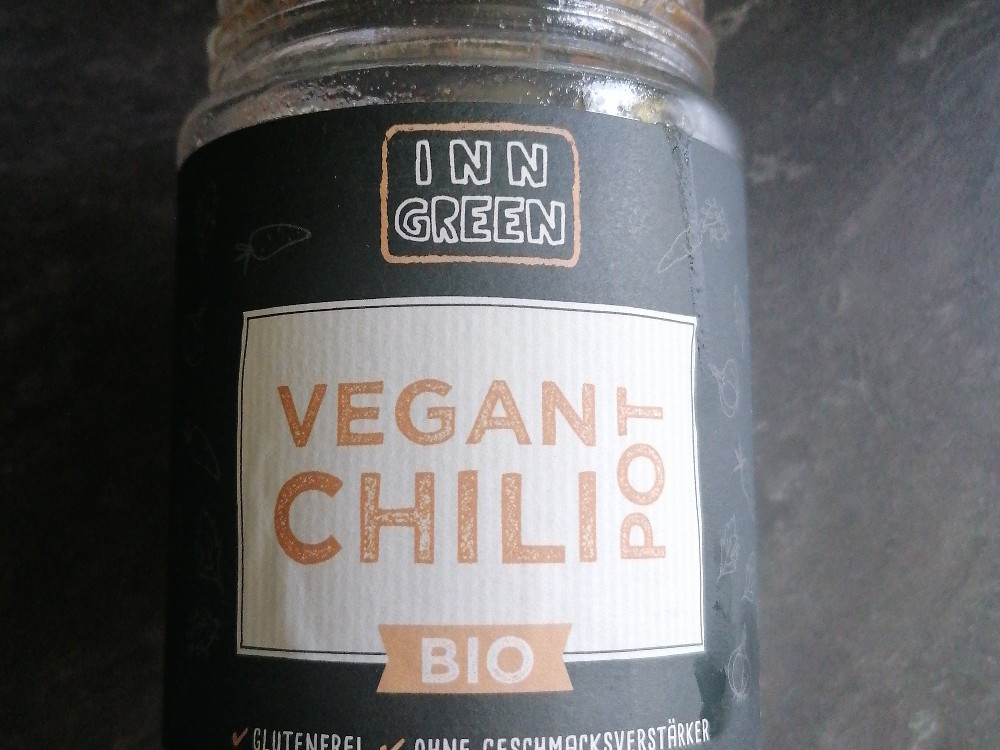 INN
GREEN
VEGAN
CHILI
POT
BIO
✓ GLUTENFREI ✓ OHNE GESCHMACKSVERSTÄRKER